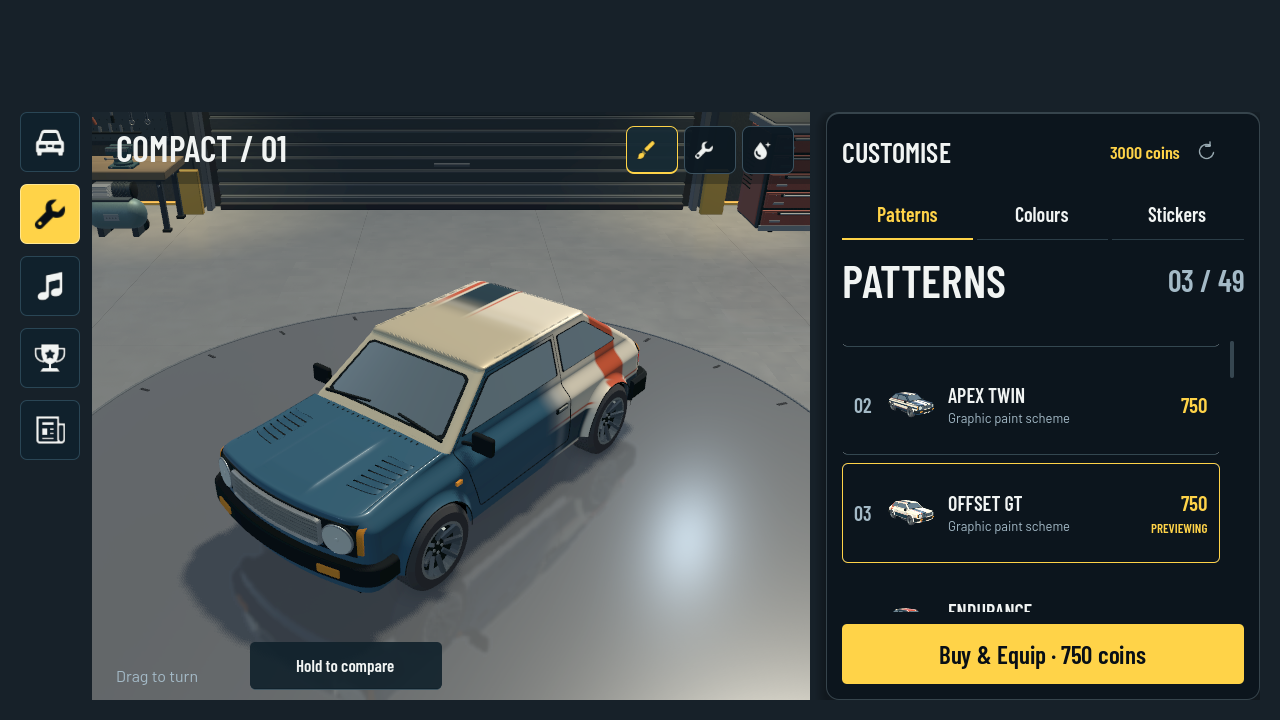 COMPACT / 01
CUSTOMISE
3000 coins
Patterns
Colours
Stickers
PATTERNS
03 / 49
02
APEX TWIN
Graphic paint scheme
750
03
OFFSET GT
Graphic paint scheme
750
PREVIEWING
ENDURANCE
Hold to compare
Drag to turn
Buy & Equip · 750 coins